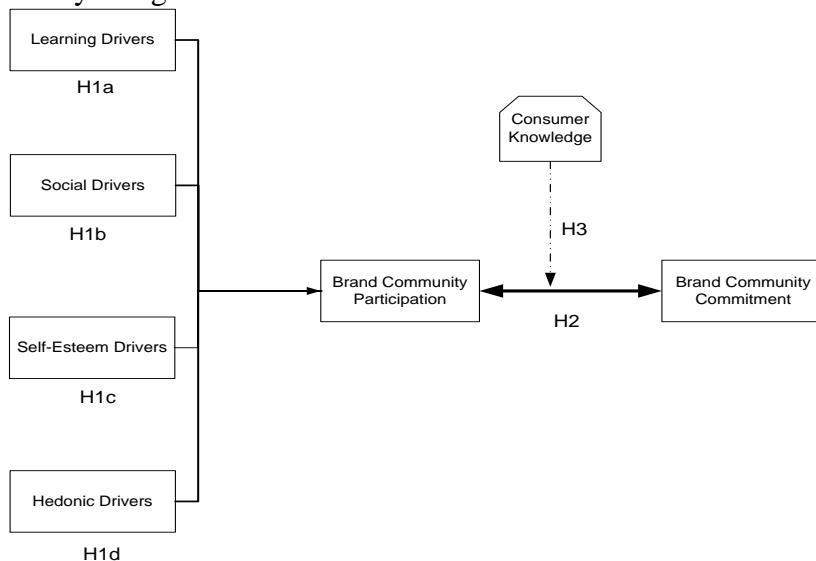 Learning Drivers
H1a
Consumer
Knowledge
Social Drivers
H1b
H3
Brand Community
Participation
Brand Community
Commitment
H2
Self-Esteem Drivers
H1c
Hedonic Drivers
H1d